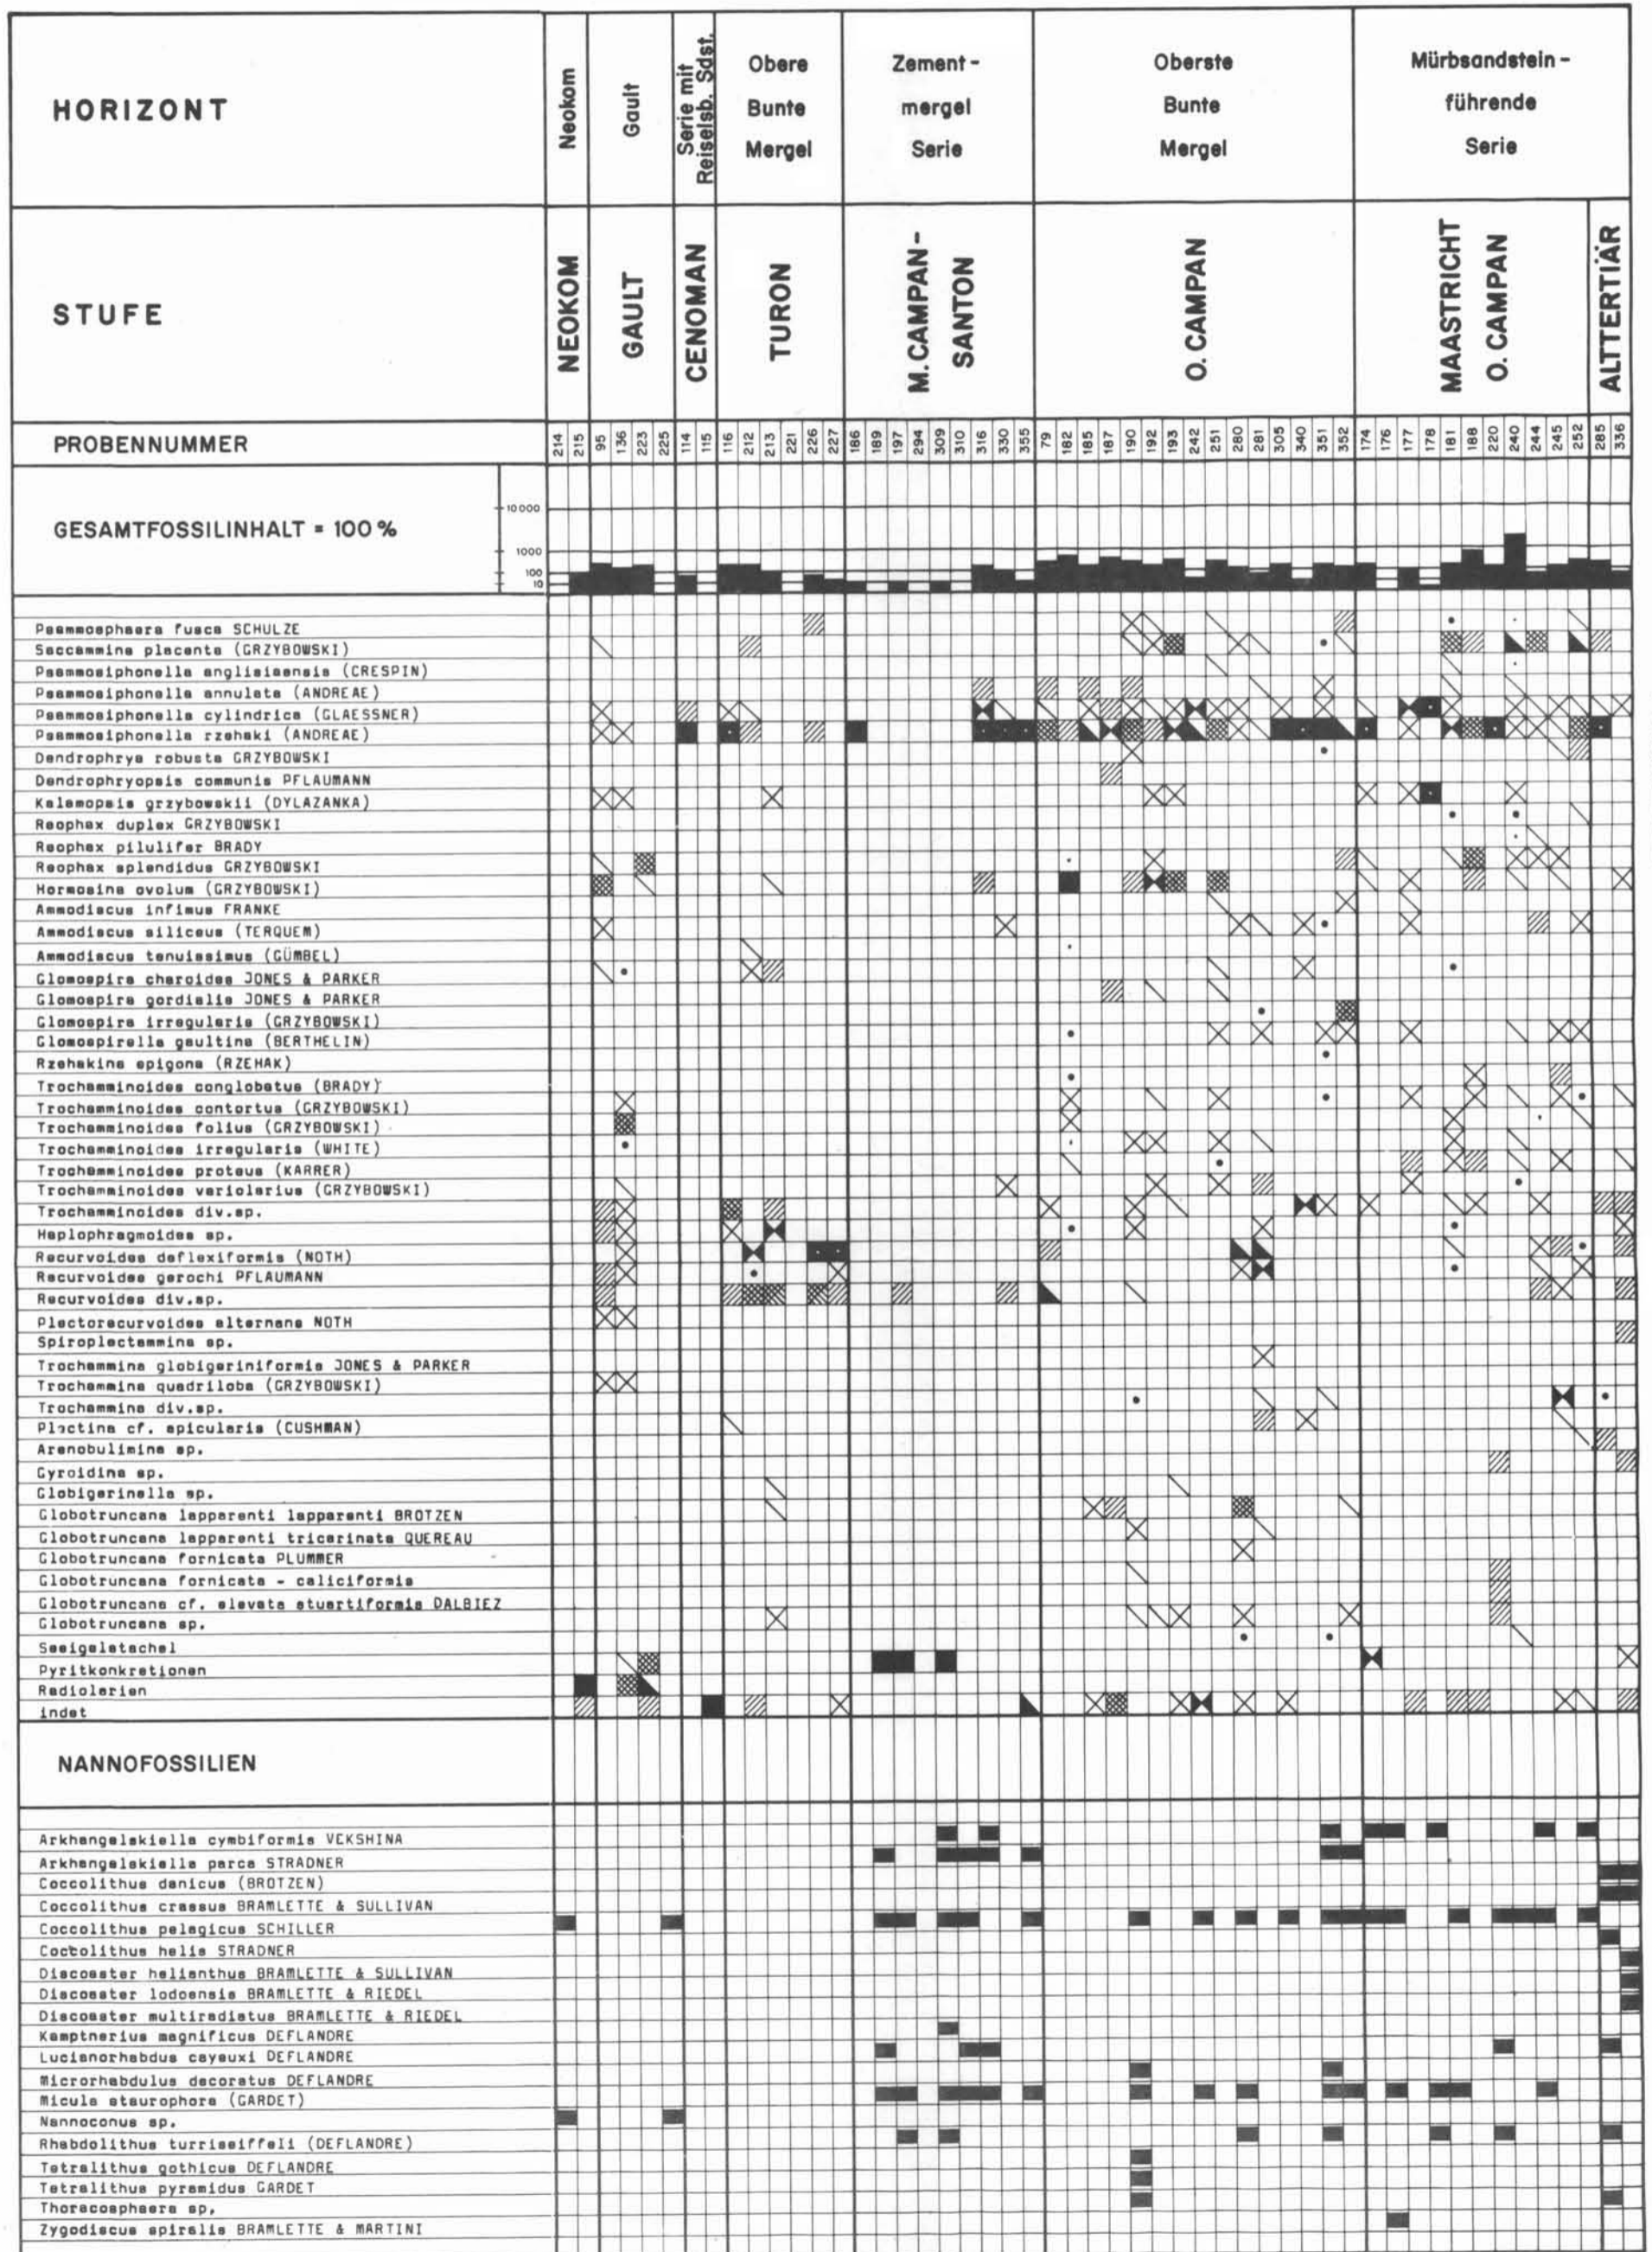 HORIZONT
Neokom
Gault
Serie mit
Reiselsb. Sdst.
Obere
Bunte
Mergel
Zement-
mergel
Serie
Oberste
Bunte
Mergel
Mürbsandstein-
führende
Serie
STUFE
NEOKOM
GAULT
CENOMAN
TURON
M. CAMPAN-
SANTON
O. CAMPAN
MAASTRICHT
O. CAMPAN
ALTTERTIÄR
PROBENNUMMER
214 215 95 136 223 225 114 115 116 212 213 221 226 227 186 189 197 294 309 310 316 330 355 79 182 185 187 190 192 193 242 251 280 281 305 340 351 352 174 176 177 178 181 188 220 240 244 245 252 285 336
GESAMTFOSSILINHALT = 100 %
10 000
1000
100
10
Psammosphaera fusca SCHULZE
Saccammina placenta (GRZYBOWSKI)
Psammosiphonella anglisiaensis (CRESPIN)
Psammosiphonella annulata (ANDREAE)
Psammosiphonella cylindrica (GLAESSNER)
Psammosiphonella rzehaki (ANDREAE)
Dendrophrya robusta GRZYBOWSKI
Dendrophryopsis communis PFLAUMANN
Kalamopsis grzybowskii (DYLAZANKA)
Reophax duplex GRZYBOWSKI
Reophax pilulifer BRADY
Reophax splendidus GRZYBOWSKI
Hormosina ovolum (GRZYBOWSKI)
Ammodiscus infimus FRANKE
Ammodiscus siliceus (TERQUEM)
Ammodiscus tenuissimus (GÜMBEL)
Glomospira charoides JONES & PARKER
Glomospira gordialis JONES & PARKER
Glomospira irregularis (GRZYBOWSKI)
Glomospirella gaultina (BERTHELIN)
Rzehakina epigona (RZEHAK)
Trochamminoides conglobatus (BRADY)
Trochamminoides contortus (GRZYBOWSKI)
Trochamminoides folius (GRZYBOWSKI)
Trochamminoides irregularis (WHITE)
Trochamminoides proteus (KARRER)
Trochamminoides variolarius (GRZYBOWSKI)
Trochamminoides div.sp.
Haplophragmoides sp.
Recurvoides deflexiformis (NOTH)
Recurvoides gerochi PFLAUMANN
Recurvoides div.sp.
Plectorecurvoides alternans NOTH
Spiroplectammina sp.
Trochammina globigeriniformis JONES & PARKER
Trochammina quadriloba (GRZYBOWSKI)
Trochammina div.sp.
Plectina cf. apicularis (CUSHMAN)
Arenobulimina sp.
Gyroidina sp.
Globigerinella sp.
Globotruncana lapparenti lapparenti BROTZEN
Globotruncana lapparenti tricarinata QUEREAU
Globotruncana fornicata PLUMMER
Globotruncana fornicata - caliciformis
Globotruncana cf. elevata stuartiformis DALBIEZ
Globotruncana sp.
Seeigelstachel
Pyritkonkretionen
Radiolarien
indet
NANNOFOSSILIEN
Arkhangelskiella cymbiformis VEKSHINA
Arkhangelskiella parca STRADNER
Coccolithus danicus (BROTZEN)
Coccolithus crassus BRAMLETTE & SULLIVAN
Coccolithus pelagicus SCHILLER
Coccolithus helis STRADNER
Discoaster helianthus BRAMLETTE & SULLIVAN
Discoaster lodoensis BRAMLETTE & RIEDEL
Discoaster multiradiatus BRAMLETTE & RIEDEL
Kamptnerius magnificus DEFLANDRE
Lucianorhabdus cayeuxi DEFLANDRE
Microrhabdulus decoratus DEFLANDRE
Micula staurophora (GARDET)
Nannoconus sp.
Rhabdolithus turriseiffeli (DEFLANDRE)
Tetralithus gothicus DEFLANDRE
Tetralithus pyramidus GARDET
Thoracosphaera sp.
Zygodiscus spiralis BRAMLETTE & MARTINI